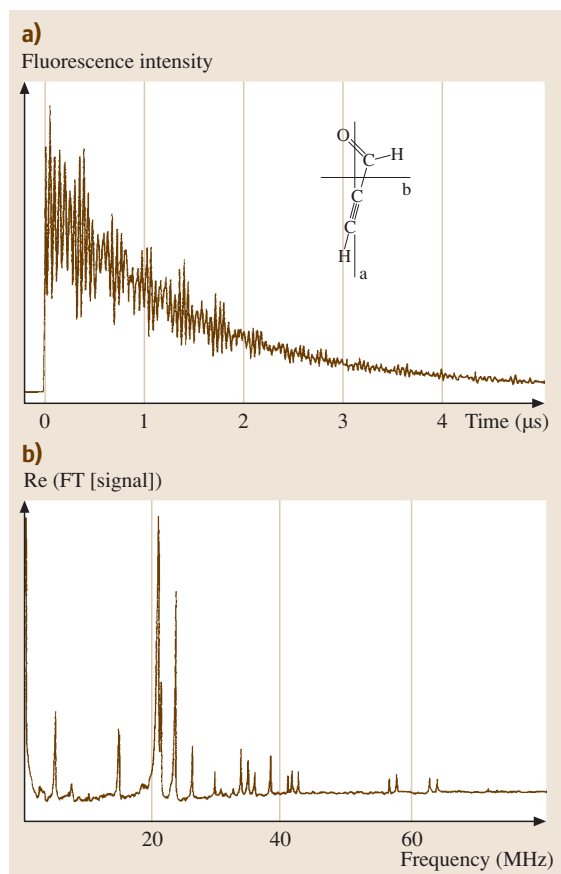 a)
Fluorescence intensity
O
C
H
b
C
C
H
a
0 1 2 3 4 Time (µs)
b)
Re (FT [signal])
20 40 60
Frequency (MHz)